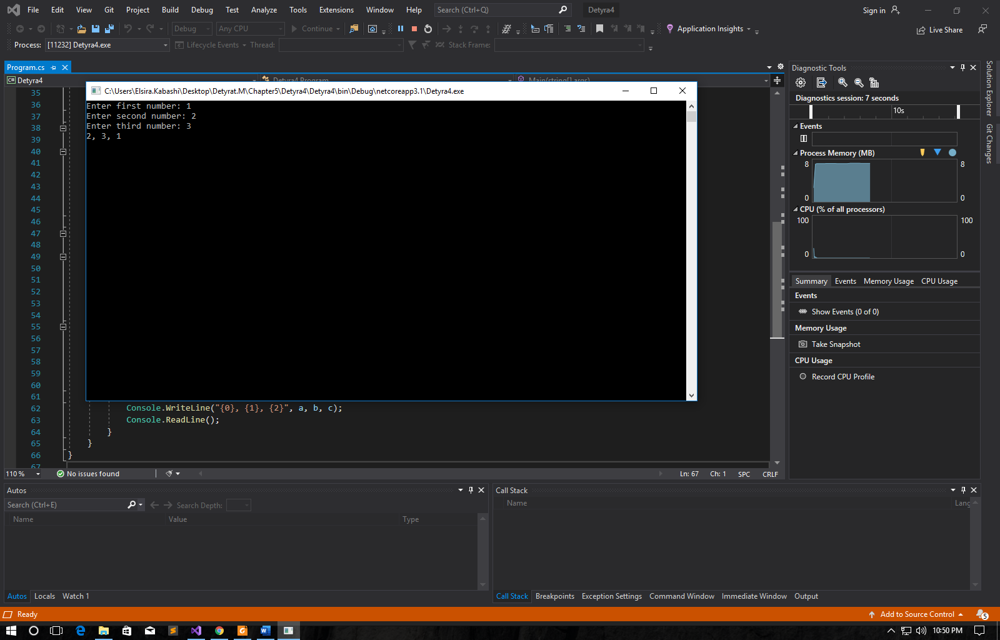 File Edit View Git Project Build Debug Test Analyze Tools Extensions Window Help Search (Ctrl+Q) Detyra4 Sign in
Debug Any CPU Continue Application Insights Live Share
Process: [11232] Detyra4.exe Lifecycle Events Thread: Stack Frame:
Program.cs
Detyra4 Detyra4.Program Main(string[] args)
C:\Users\Elsira.Kabashi\Desktop\Detyrat.M\Chapter5\Detyra4\Detyra4\bin\Debug\netcoreapp3.1\Detyra4.exe
Enter first number: 1
Enter second number: 2
Enter third number: 3
2, 3, 1
35
36
37
38
39
40
41
42
43
44
45
46
47
48
49
50
51
52
53
54
55
56
57
58
59
60
61
62 Console.WriteLine("{0}, {1}, {2}", a, b, c);
63 Console.ReadLine();
64 }
65 }
66 }
67
110 % No issues found Ln: 67 Ch: 1 SPC CRLF
Diagnostic Tools
Diagnostics session: 7 seconds
10s
Events
Process Memory (MB)
8 8
0 0
CPU (% of all processors)
100 100
0 0
Summary Events Memory Usage CPU Usage
Events
Show Events (0 of 0)
Memory Usage
Take Snapshot
CPU Usage
Record CPU Profile
Solution Explorer
Git Changes
Autos
Search (Ctrl+E) Search Depth:
Name Value Type
Autos Locals Watch 1
Call Stack
Name Lang
Call Stack Breakpoints Exception Settings Command Window Immediate Window Output
Ready Add to Source Control 5
10:50 PM